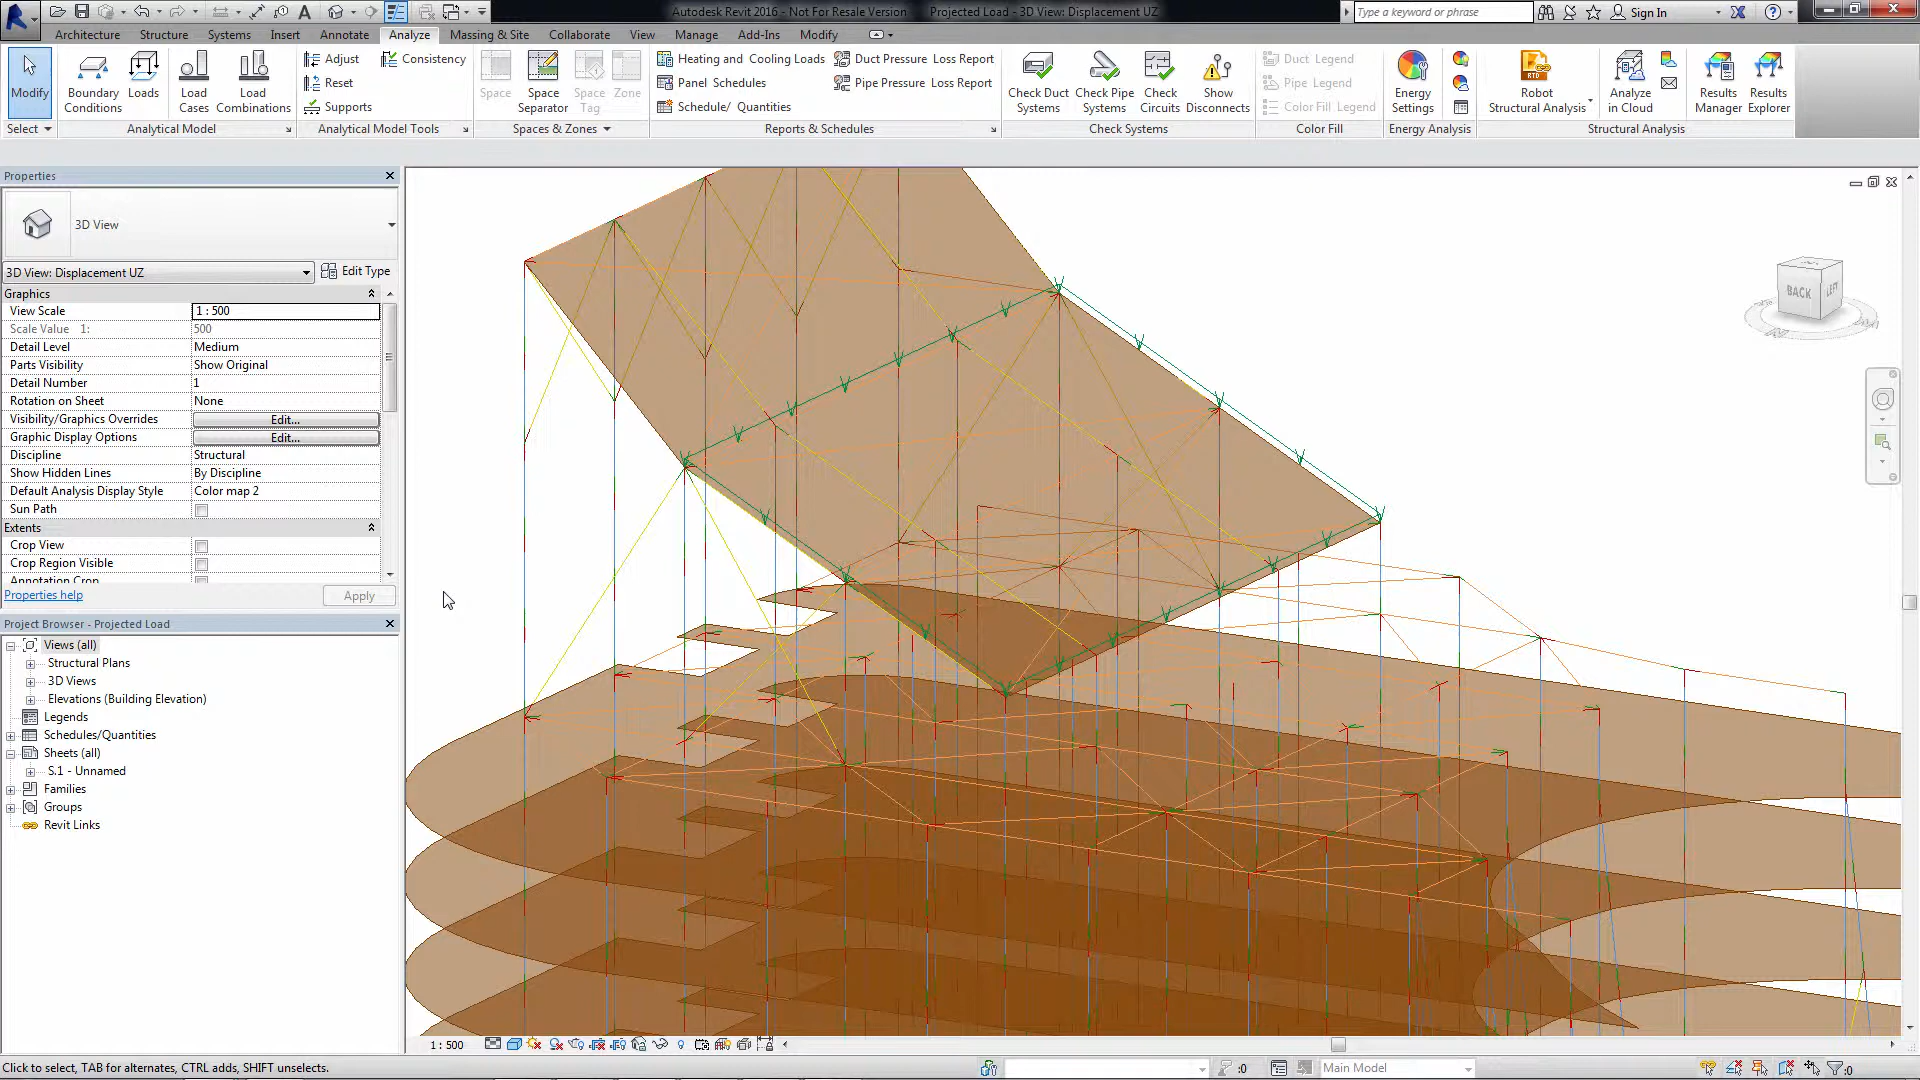 Autodesk Revit 2016 - Not For Resale Version    Projected Load - 3D View: Displacement UZ
Type a keyword or phrase
Sign In
Architecture Structure Systems Insert Annotate Analyze Massing & Site Collaborate View Manage Add-Ins Modify
Modify
Boundary Conditions
Loads
Load Cases
Load Combinations
Adjust
Reset
Supports
Consistency
Space
Space Separator
Space Tag
Zone
Heating and Cooling Loads
Panel Schedules
Schedule/ Quantities
Duct Pressure Loss Report
Pipe Pressure Loss Report
Check Duct Systems
Check Pipe Systems
Check Circuits
Show Disconnects
Duct Legend
Pipe Legend
Color Fill Legend
Energy Settings
RTD
Robot Structural Analysis
Analyze in Cloud
Results Manager
Results Explorer
Select
Analytical Model
Analytical Model Tools
Spaces & Zones
Reports & Schedules
Check Systems
Color Fill
Energy Analysis
Structural Analysis
Properties
3D View
3D View: Displacement UZ
Edit Type
Graphics
View Scale 1 : 500
Scale Value 1: 500
Detail Level Medium
Parts Visibility Show Original
Detail Number 1
Rotation on Sheet None
Visibility/Graphics Overrides Edit...
Graphic Display Options Edit...
Discipline Structural
Show Hidden Lines By Discipline
Default Analysis Display Style Color map 2
Sun Path
Extents
Crop View
Crop Region Visible
Annotation Crop
Properties help
Apply
Project Browser - Projected Load
Views (all)
Structural Plans
3D Views
Elevations (Building Elevation)
Legends
Schedules/Quantities
Sheets (all)
S.1 - Unnamed
Families
Groups
Revit Links
BACK
LEFT
1 : 500
Click to select, TAB for alternates, CTRL adds, SHIFT unselects.
:0
Main Model
:0